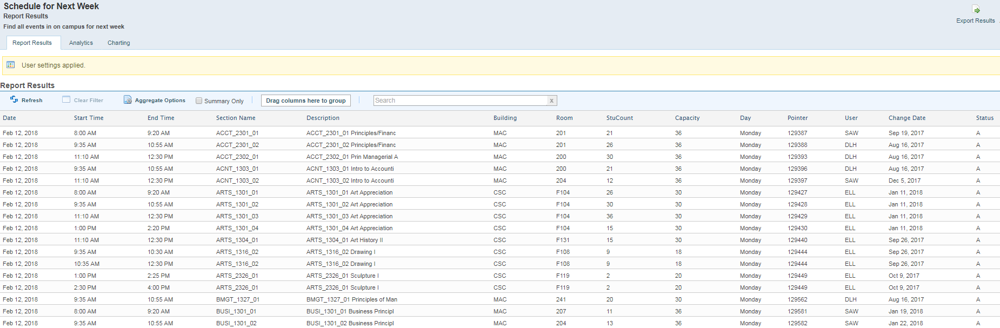 Schedule for Next Week
Report Results
Find all events in on campus for next week
Export Results
Report Results Analytics Charting
User settings applied.
Report Results
Refresh Clear Filter Aggregate Options Summary Only Drag columns here to group Search x
Date Start Time End Time Section Name Description Building Room StuCount Capacity Day Pointer User Change Date Status
Feb 12, 2018 8:00 AM 9:20 AM ACCT_2301_01 ACCT_2301_01 Principles/Financ MAC 201 21 36 Monday 129387 SAW Sep 19, 2017 A
Feb 12, 2018 9:35 AM 10:55 AM ACCT_2301_02 ACCT_2301_02 Principles/Financ MAC 201 26 36 Monday 129388 DLH Aug 16, 2017 A
Feb 12, 2018 11:10 AM 12:30 PM ACCT_2302_01 ACCT_2302_01 Prin Managerial A MAC 200 30 36 Monday 129393 DLH Aug 16, 2017 A
Feb 12, 2018 9:35 AM 10:55 AM ACNT_1303_01 ACNT_1303_01 Intro to Accounti MAC 200 21 36 Monday 129396 DLH Aug 16, 2017 A
Feb 12, 2018 11:10 AM 12:30 PM ACNT_1303_02 ACNT_1303_02 Intro to Accounti MAC 204 12 36 Monday 129397 SAW Dec 5, 2017 A
Feb 12, 2018 8:00 AM 9:20 AM ARTS_1301_01 ARTS_1301_01 Art Appreciation CSC F104 26 30 Monday 129427 ELL Jan 11, 2018 A
Feb 12, 2018 9:35 AM 10:55 AM ARTS_1301_02 ARTS_1301_02 Art Appreciation CSC F104 30 30 Monday 129428 ELL Jan 11, 2018 A
Feb 12, 2018 11:10 AM 12:30 PM ARTS_1301_03 ARTS_1301_03 Art Appreciation CSC F104 36 30 Monday 129429 ELL Jan 11, 2018 A
Feb 12, 2018 1:00 PM 2:20 PM ARTS_1301_04 ARTS_1301_04 Art Appreciation CSC F104 15 30 Monday 129430 ELL Jan 11, 2018 A
Feb 12, 2018 11:10 AM 12:30 PM ARTS_1304_01 ARTS_1304_01 Art History II CSC F131 15 30 Monday 129440 ELL Sep 26, 2017 A
Feb 12, 2018 9:35 AM 10:30 AM ARTS_1316_02 ARTS_1316_02 Drawing I CSC F108 9 18 Monday 129444 ELL Sep 26, 2017 A
Feb 12, 2018 10:35 AM 12:30 PM ARTS_1316_02 ARTS_1316_02 Drawing I CSC F108 9 18 Monday 129444 ELL Sep 26, 2017 A
Feb 12, 2018 1:00 PM 2:25 PM ARTS_2326_01 ARTS_2326_01 Sculpture I CSC F119 2 20 Monday 129449 ELL Oct 9, 2017 A
Feb 12, 2018 2:30 PM 4:00 PM ARTS_2326_01 ARTS_2326_01 Sculpture I CSC F119 2 20 Monday 129449 ELL Oct 9, 2017 A
Feb 12, 2018 9:35 AM 10:55 AM BMGT_1327_01 BMGT_1327_01 Principles of Man MAC 241 20 30 Monday 129562 DLH Aug 16, 2017 A
Feb 12, 2018 8:00 AM 9:20 AM BUSI_1301_01 BUSI_1301_01 Business Principl MAC 207 11 36 Monday 129581 SAW Jan 19, 2018 A
Feb 12, 2018 9:35 AM 10:55 AM BUSI_1301_02 BUSI_1301_02 Business Principl MAC 204 13 36 Monday 129582 SAW Jan 22, 2018 A